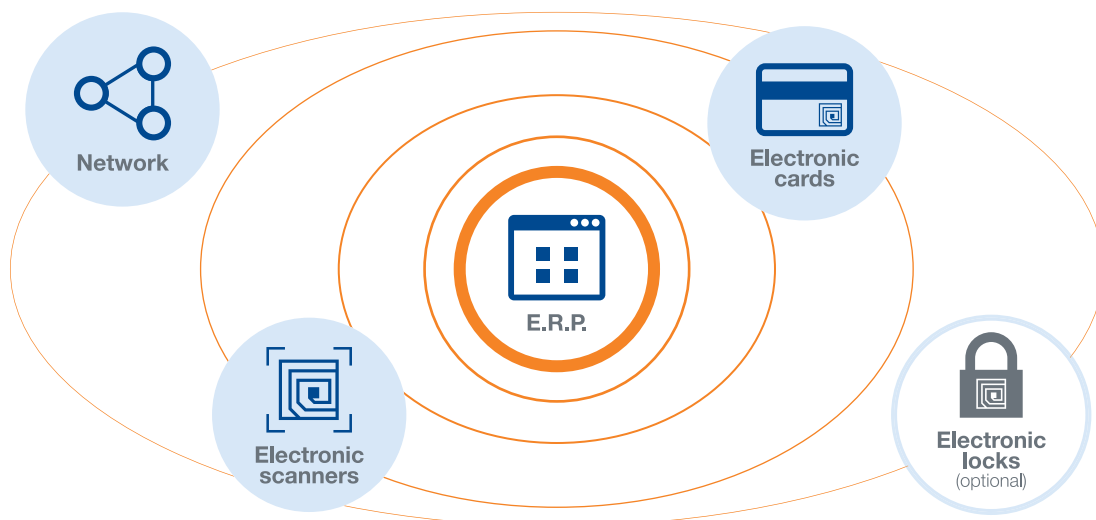 Network
Electronic
cards
E.R.P.
Electronic
scanners
Electronic
locks
(optional)